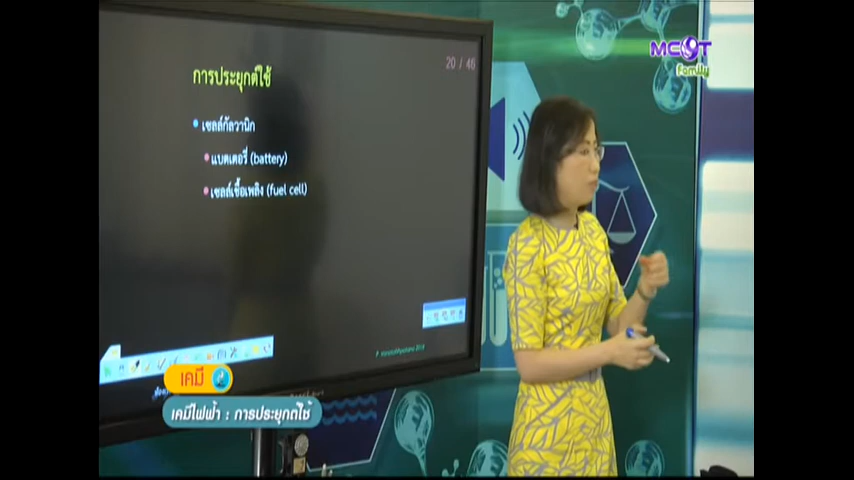 MC9T
family
20 / 46
การประยุกต์ใช้
เซลล์กัลวานิก
แบตเตอรี่ (battery)
เซลล์เชื้อเพลิง (fuel cell)
เคมี
เคมีไฟฟ้า : การประยุกต์ใช้